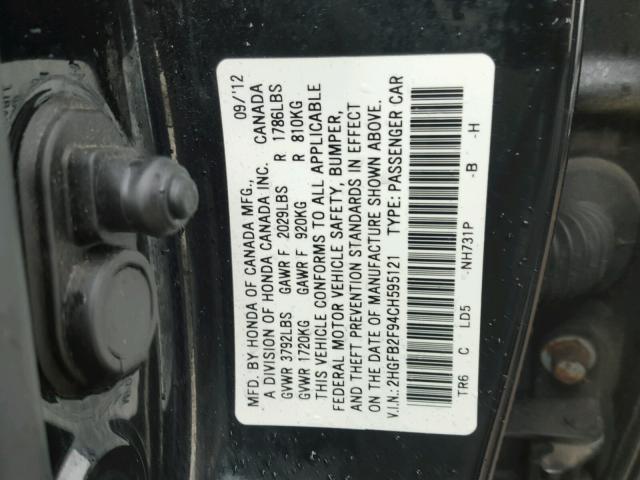 MFD. BY HONDA OF CANADA MFG., 09/'12
A DIVISION OF HONDA CANADA INC. CANADA
GVWR 3792LBS GAWR F 2029LBS R 1786LBS
GVWR 1720KG GAWR F 920KG R 810KG
THIS VEHICLE CONFORMS TO ALL APPLICABLE
FEDERAL MOTOR VEHICLE SAFETY, BUMPER,
AND THEFT PREVENTION STANDARDS IN EFFECT
ON THE DATE OF MANUFACTURE SHOWN ABOVE.
V.I.N.: 2HGFB2F94CH595121 TYPE: PASSENGER CAR
TR6 C LD5 -NH731P -B -H